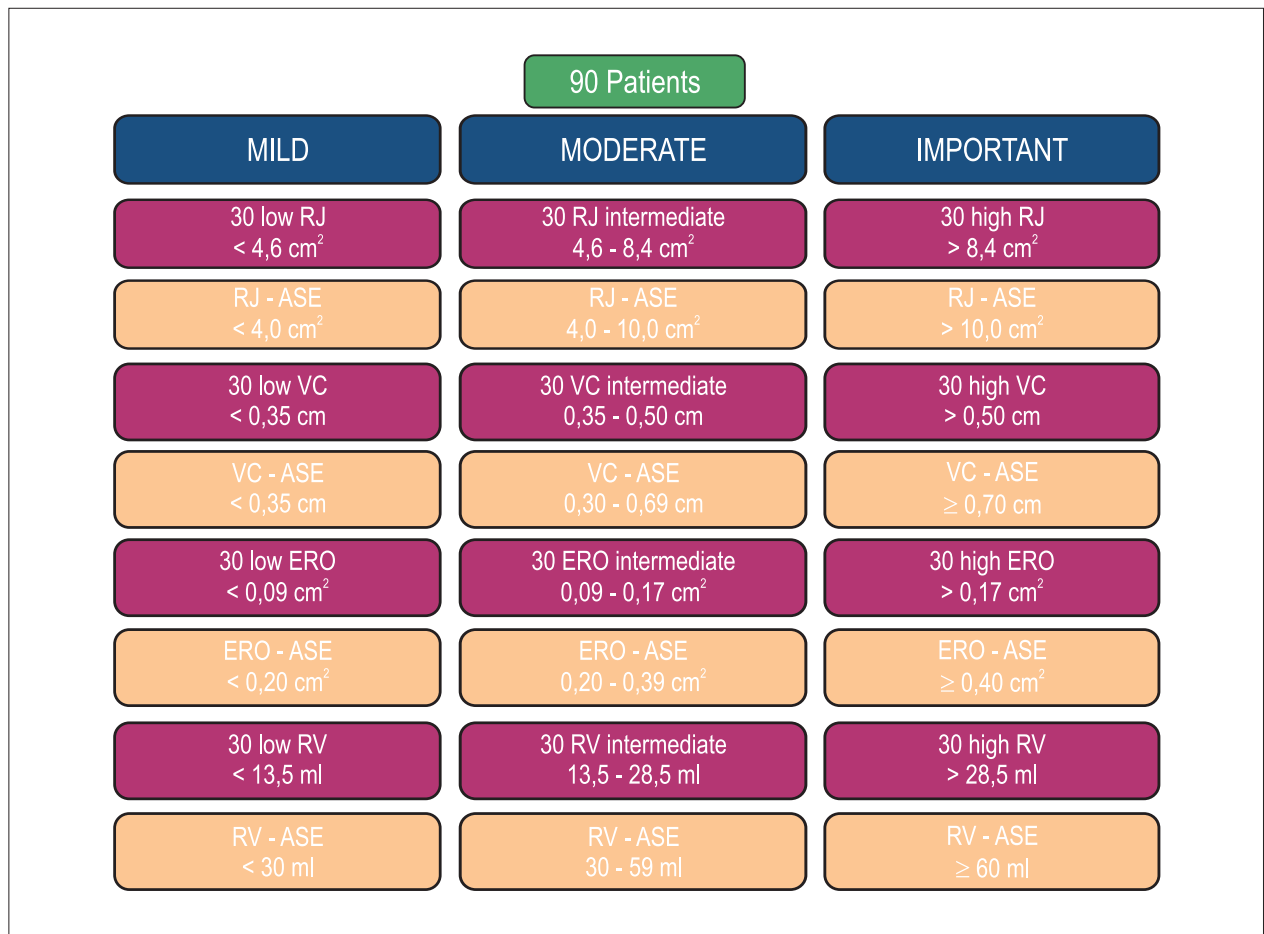 90 Patients
MILD
MODERATE
IMPORTANT
30 low RJ
< 4,6 cm²
30 RJ intermediate
4,6 - 8,4 cm²
30 high RJ
> 8,4 cm²
RJ - ASE
< 4,0 cm²
RJ - ASE
4,0 - 10,0 cm²
RJ - ASE
> 10,0 cm²
30 low VC
< 0,35 cm
30 VC intermediate
0,35 - 0,50 cm
30 high VC
> 0,50 cm
VC - ASE
< 0,35 cm
VC - ASE
0,30 - 0,69 cm
VC - ASE
≥ 0,70 cm
30 low ERO
< 0,09 cm²
30 ERO intermediate
0,09 - 0,17 cm²
30 high ERO
> 0,17 cm²
ERO - ASE
< 0,20 cm²
ERO - ASE
0,20 - 0,39 cm²
ERO - ASE
≥ 0,40 cm²
30 low RV
< 13,5 ml
30 RV intermediate
13,5 - 28,5 ml
30 high RV
> 28,5 ml
RV - ASE
< 30 ml
RV - ASE
30 - 59 ml
RV - ASE
≥ 60 ml